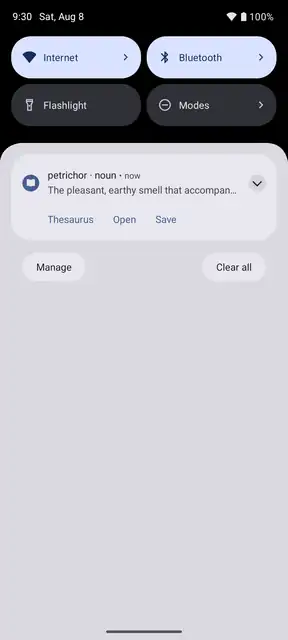 9:30 Sat, Aug 8 100%
Internet Bluetooth
Flashlight Modes
petrichor · noun • now
The pleasant, earthy smell that accompan...
Thesaurus Open Save
Manage Clear all